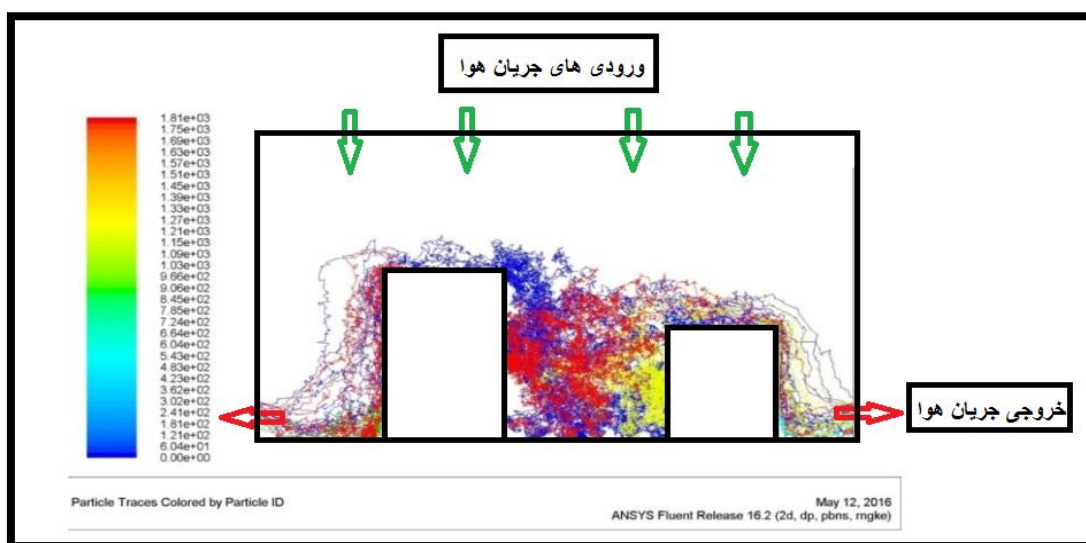 ورودی های جریان هوا
1.81e+03
1.75e+03
1.69e+03
1.63e+03
1.57e+03
1.51e+03
1.45e+03
1.39e+03
1.33e+03
1.27e+03
1.21e+03
1.15e+03
1.09e+03
1.03e+03
9.66e+02
9.06e+02
8.45e+02
7.85e+02
7.24e+02
6.64e+02
6.04e+02
5.43e+02
4.83e+02
4.23e+02
3.62e+02
3.02e+02
2.41e+02
1.81e+02
1.21e+02
6.04e+01
0.00e+00
خروجی جریان هوا
Particle Traces Colored by Particle ID
May 12, 2016
ANSYS Fluent Release 16.2 (2d, dp, pbns, rngke)